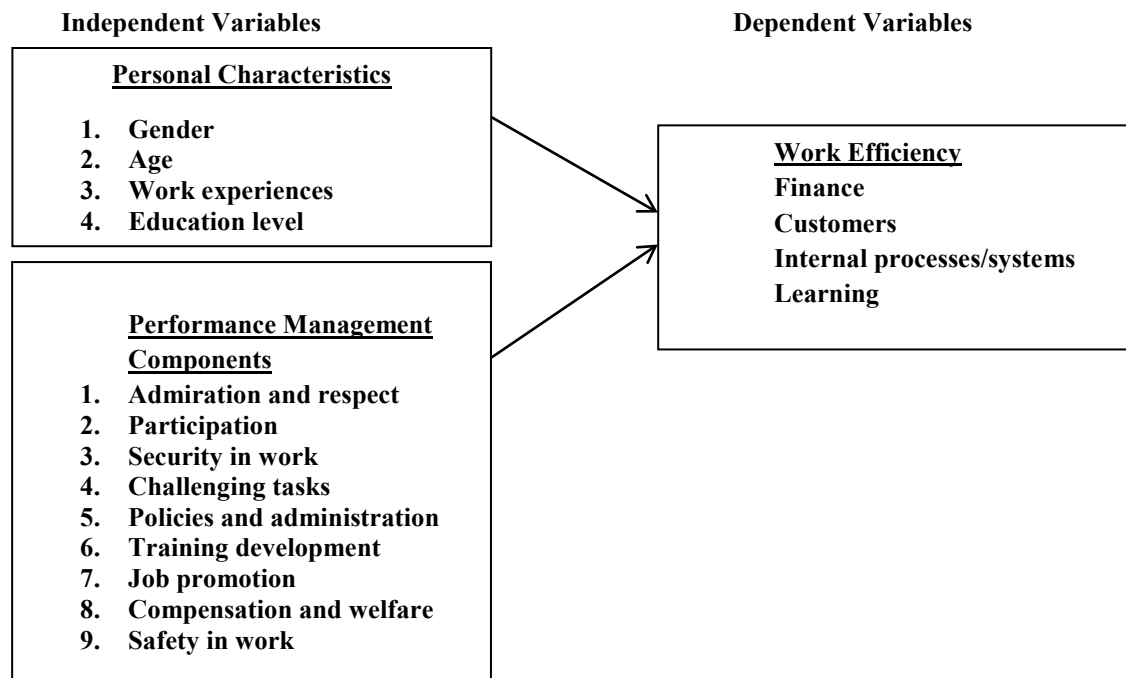 Independent Variables
Dependent Variables
Personal Characteristics
1. Gender
2. Age
3. Work experiences
4. Education level
Work Efficiency
Finance
Customers
Internal processes/systems
Learning
Performance Management
Components
1. Admiration and respect
2. Participation
3. Security in work
4. Challenging tasks
5. Policies and administration
6. Training development
7. Job promotion
8. Compensation and welfare
9. Safety in work